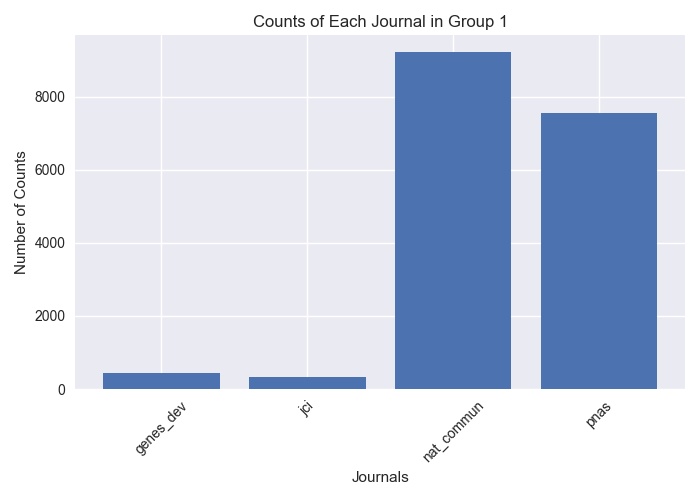 Counts of Each Journal in Group 1
Number of Counts
8000
6000
4000
2000
0
genes_dev
jci
nat_commun
pnas
Journals